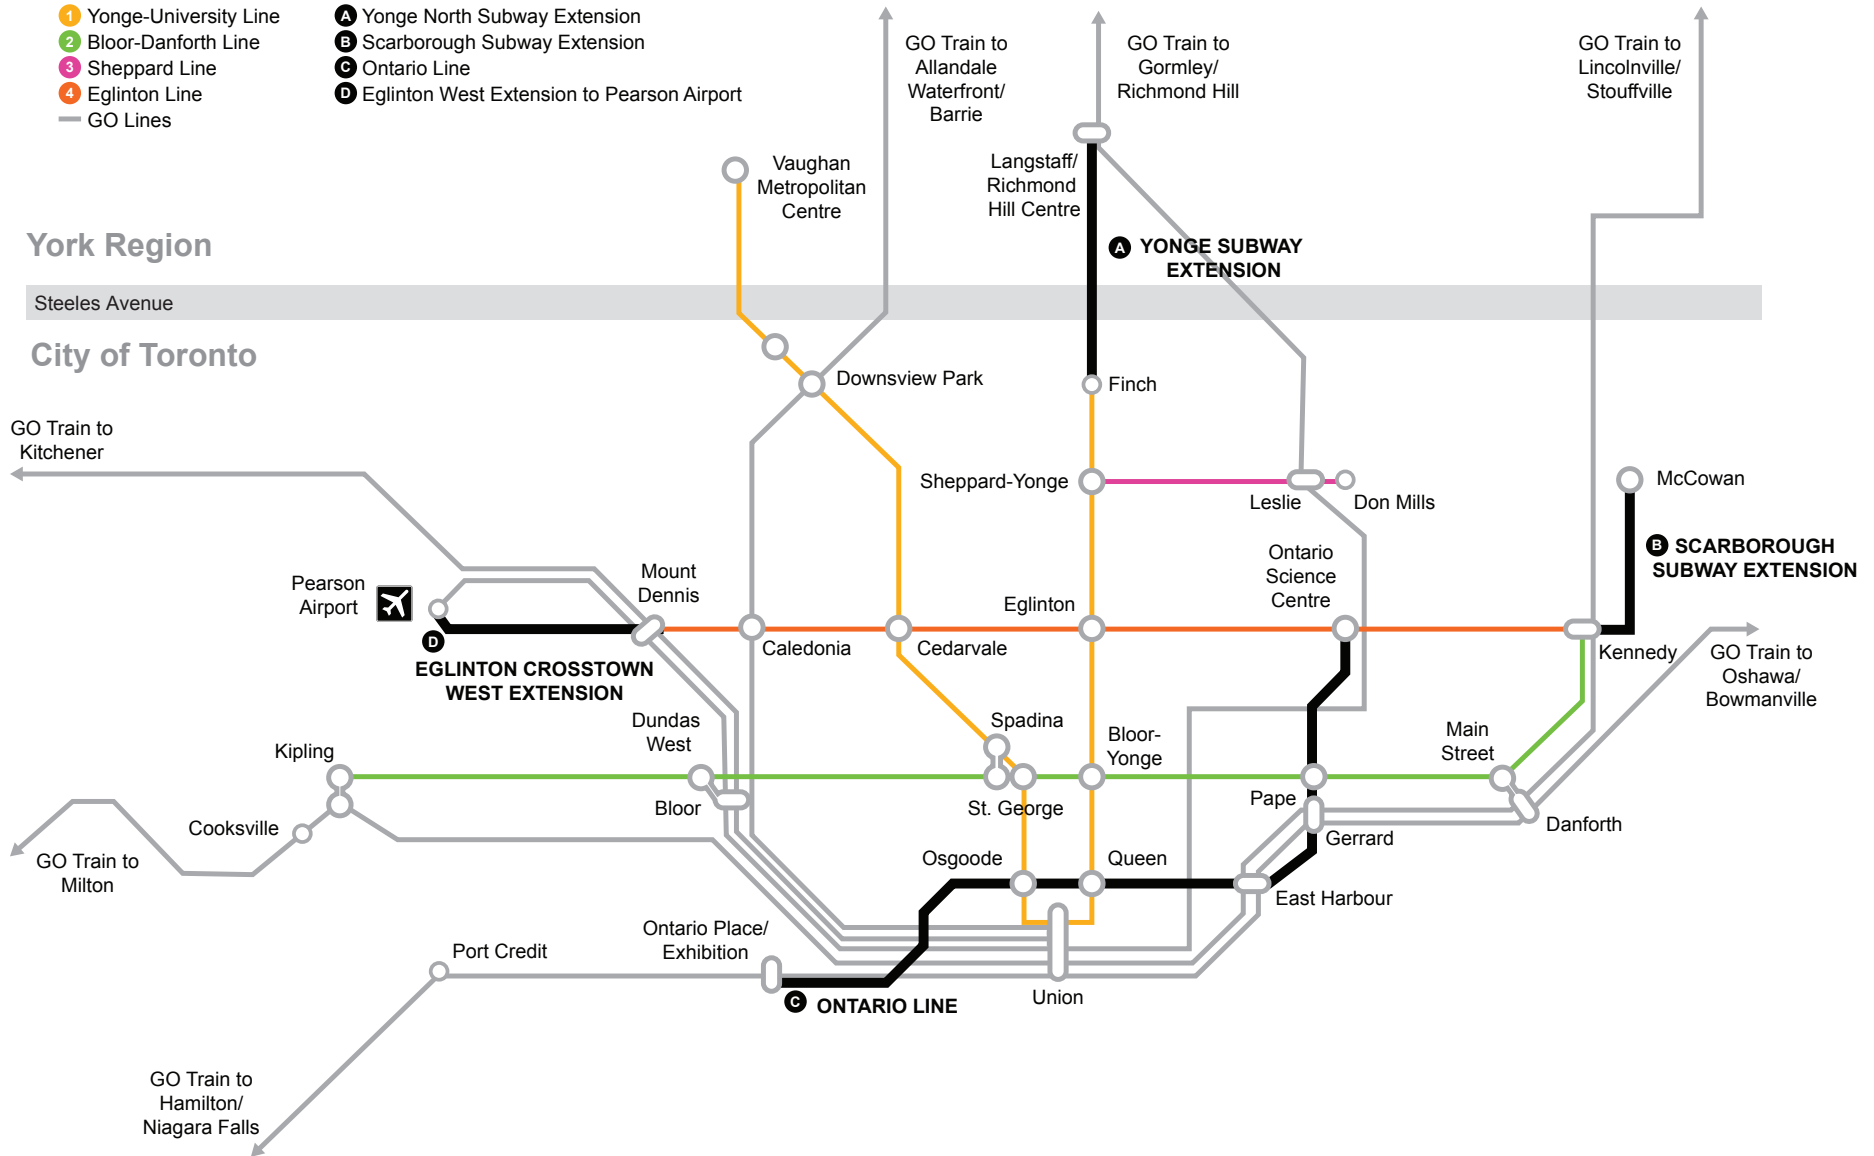 1 Yonge-University Line
2 Bloor-Danforth Line
3 Sheppard Line
4 Eglinton Line
GO Lines
A Yonge North Subway Extension
B Scarborough Subway Extension
C Ontario Line
D Eglinton West Extension to Pearson Airport
GO Train to
Allandale
Waterfront/
Barrie
GO Train to
Gormley/
Richmond Hill
GO Train to
Lincolnville/
Stouffville
Vaughan
Metropolitan
Centre
Langstaff/
Richmond
Hill Centre
York Region
A YONGE SUBWAY
EXTENSION
Steeles Avenue
City of Toronto
Downsview Park
Finch
GO Train to
Kitchener
Sheppard-Yonge
Leslie
Don Mills
McCowan
B SCARBOROUGH
SUBWAY EXTENSION
Ontario
Science
Centre
Mount
Dennis
Pearson
Airport
Eglinton
D
EGLINTON CROSSTOWN
WEST EXTENSION
Caledonia
Cedarvale
Kennedy
GO Train to
Oshawa/
Bowmanville
Dundas
West
Spadina
Bloor-
Yonge
Main
Street
Kipling
Bloor
St. George
Pape
Cooksville
Gerrard
Danforth
GO Train to
Milton
Osgoode
Queen
East Harbour
Ontario Place/
Exhibition
Port Credit
Union
C ONTARIO LINE
GO Train to
Hamilton/
Niagara Falls